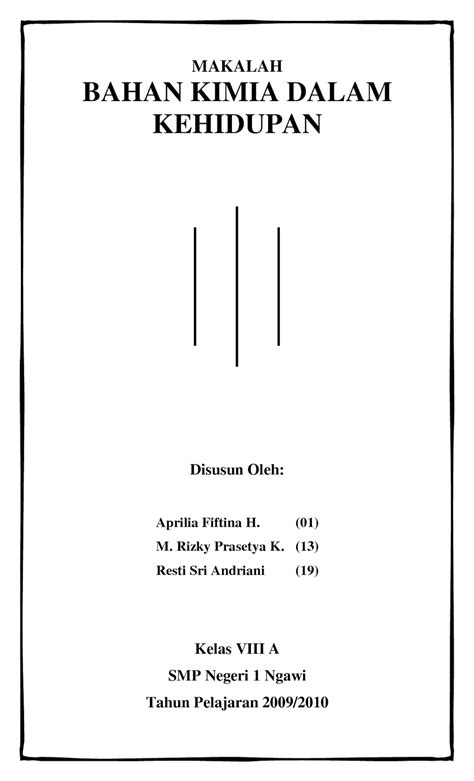 MAKALAH
BAHAN KIMIA DALAM
KEHIDUPAN
Disusun Oleh:
Aprilia Fiftina H. (01)
M. Rizky Prasetya K. (13)
Resti Sri Andriani (19)
Kelas VIII A
SMP Negeri 1 Ngawi
Tahun Pelajaran 2009/2010